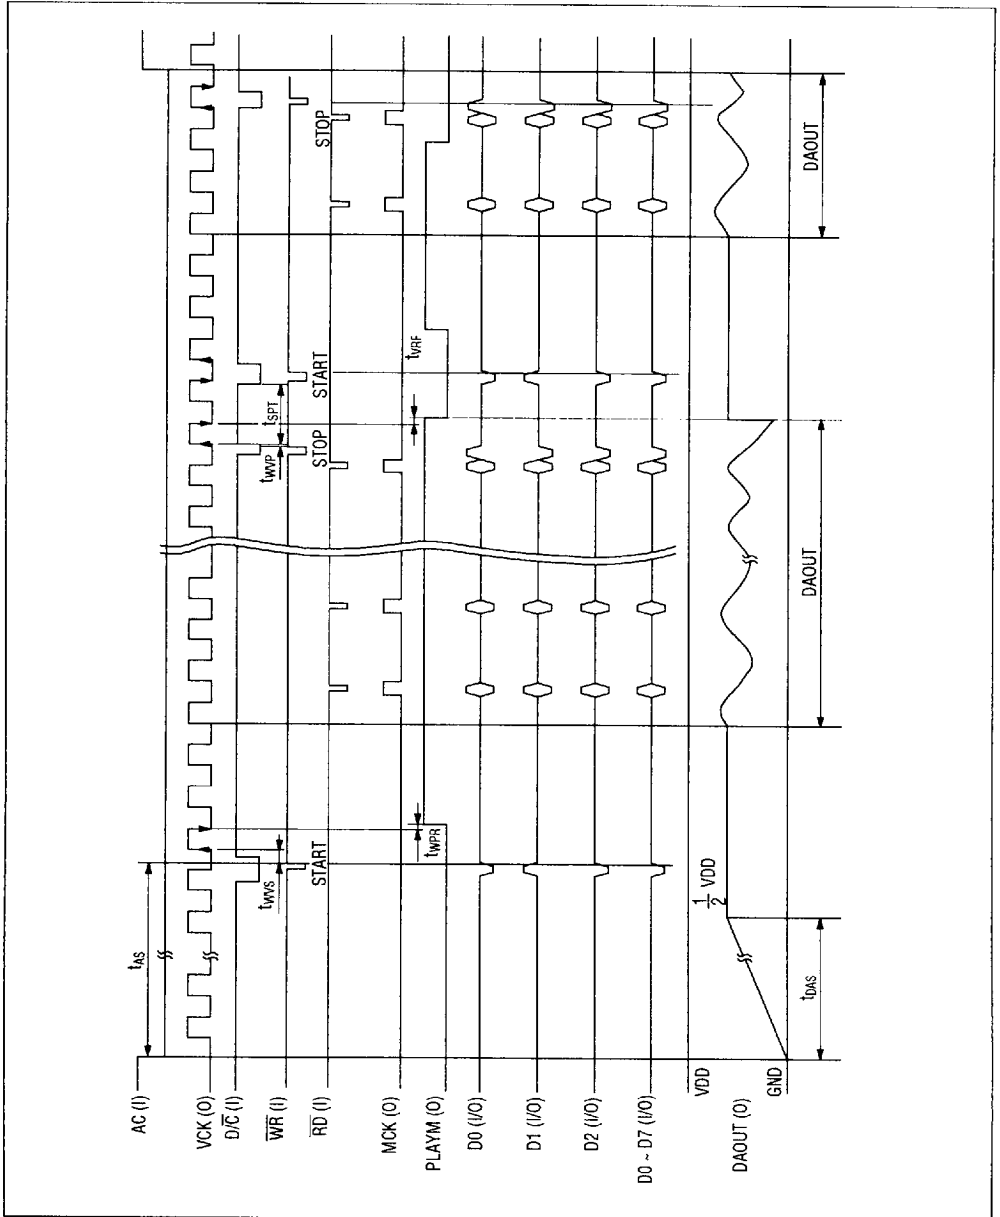 AC (I)
VCK (O)
D/C̅ (I)
W̅R̅ (I)
R̅D̅ (I)
MCK (O)
PLAYM (O)
D0 (I/O)
D1 (I/O)
D2 (I/O)
D0 ~ D7 (I/O)
VDD
DAOUT (O)
GND
tAS
tWVS
START
tWPR
1/2 VDD
tDAS
tWVP
STOP
tSPT
START
tVRF
DAOUT
STOP
DAOUT